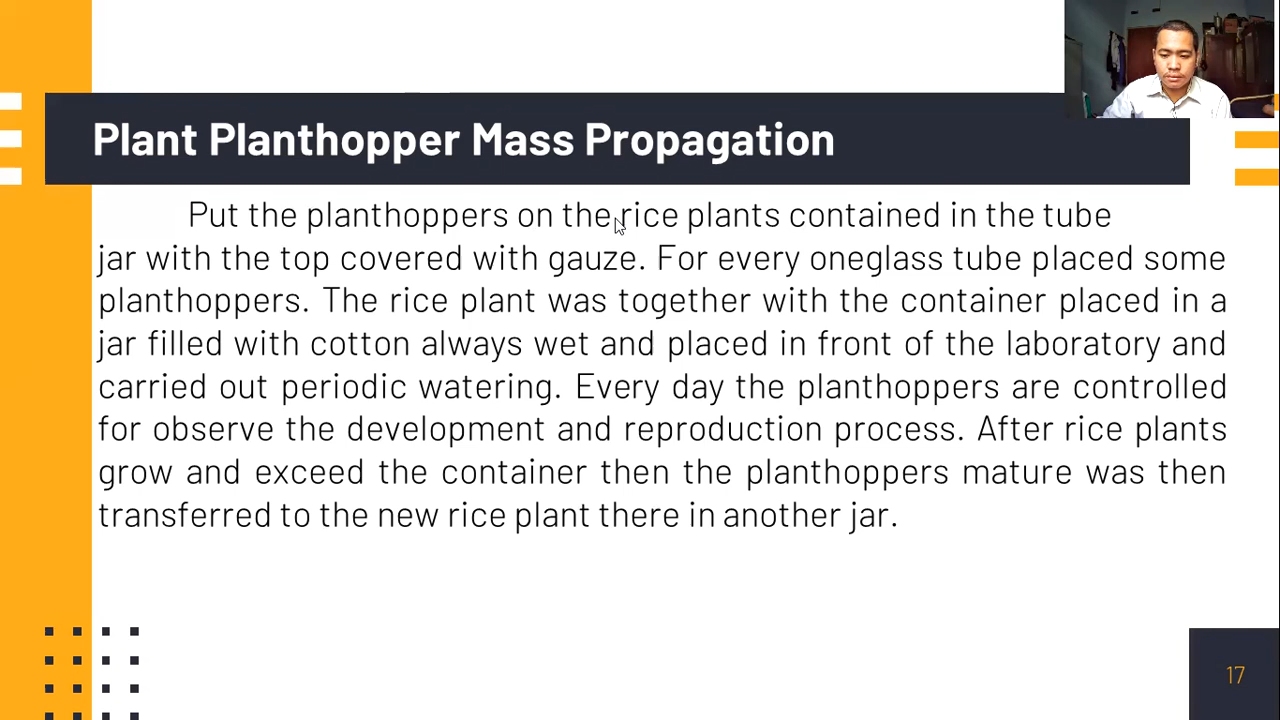 Plant Planthopper Mass Propagation
Put the planthoppers on the rice plants contained in the tube
jar with the top covered with gauze. For every oneglass tube placed some
planthoppers. The rice plant was together with the container placed in a
jar filled with cotton always wet and placed in front of the laboratory and
carried out periodic watering. Every day the planthoppers are controlled
for observe the development and reproduction process. After rice plants
grow and exceed the container then the planthoppers mature was then
transferred to the new rice plant there in another jar.
17